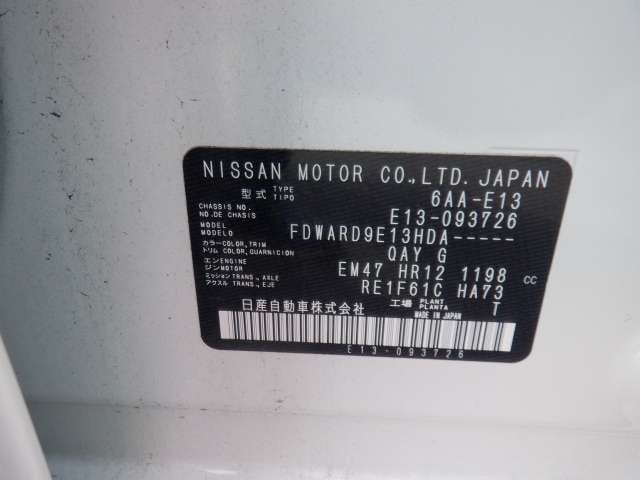 NISSAN MOTOR CO.,LTD. JAPAN
型式 TYPE TIPO 6AA-E13
CHASSIS NO. NO.DE CHASIS E13-093726
MODEL MODELO FDWARD9E13HDA-----
カラー COLOR, TRIM トリム COLOR, GUARNICION QAY G
エンジン ENGINE MOTOR EM47 HR12 1198 CC
ミッション TRANS., AXLE アクスル TRANS., EJE RE1F61C HA73
工場 PLANT PLANTA T
日産自動車株式会社 MADE IN JAPAN
E13-093726